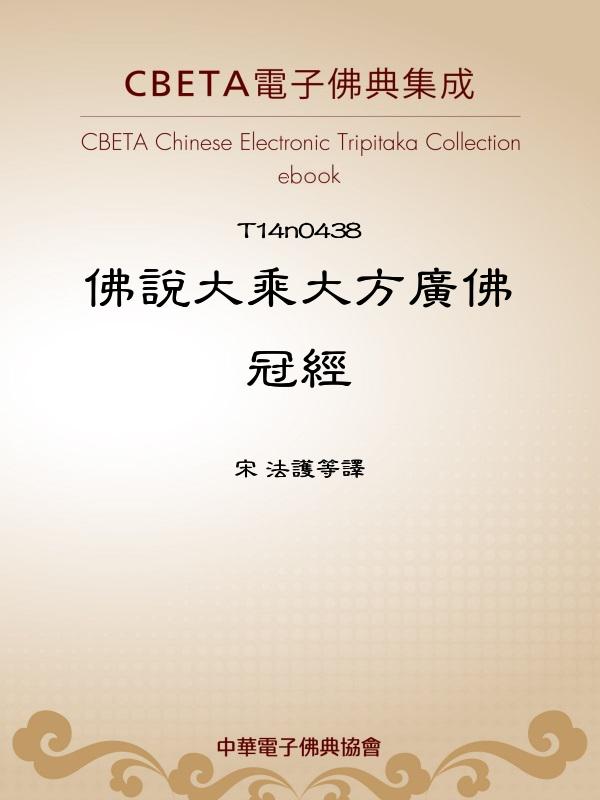 CBETA電子佛典集成
CBETA Chinese Electronic Tripitaka Collection
ebook
T14n0438
佛說大乘大方廣佛
冠經
宋 法護等譯
中華電子佛典協會